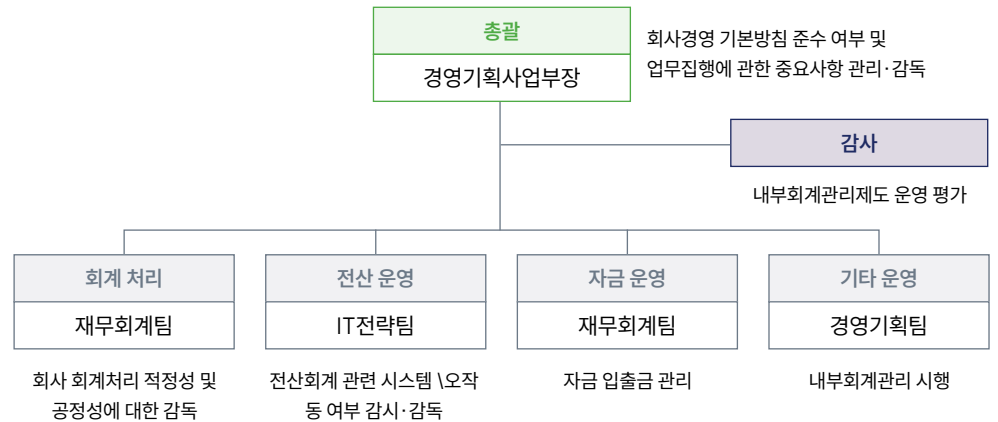 총괄
경영기획사업부장
회사경영 기본방침 준수 여부 및
업무집행에 관한 중요사항 관리·감독
감사
내부회계관리제도 운영 평가
회계 처리
재무회계팀
회사 회계처리 적정성 및
공정성에 대한 감독
전산 운영
IT전략팀
전산회계 관련 시스템 \오작
동 여부 감시·감독
자금 운영
재무회계팀
자금 입출금 관리
기타 운영
경영기획팀
내부회계관리 시행